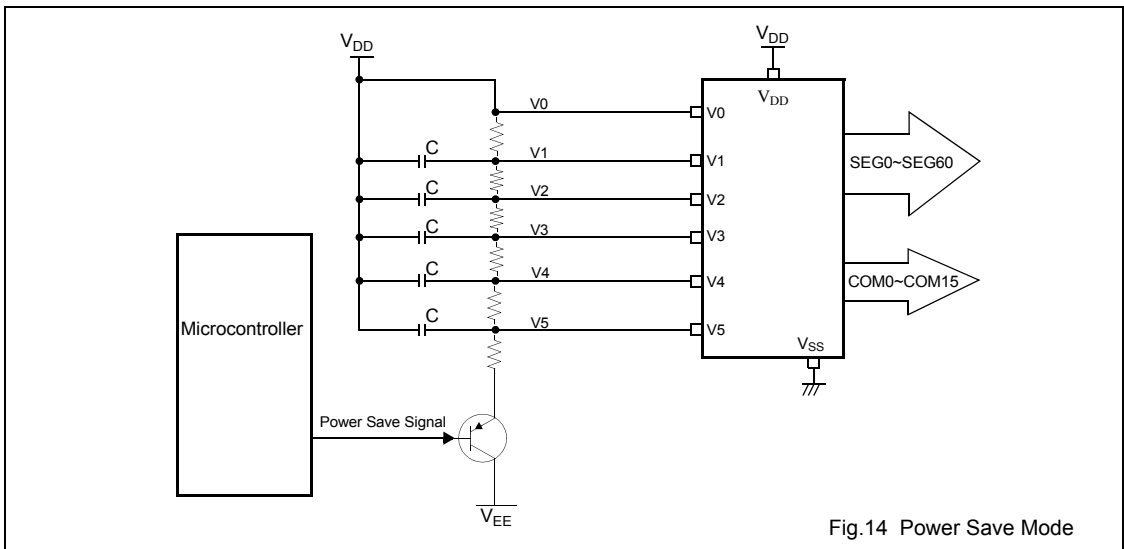 VDD
VDD
VDD
V0
V0
C
V1
V1
SEG0~SEG60
C
V2
V2
C
V3
V3
C
V4
V4
COM0~COM15
C
V5
V5
Microcontroller
VSS
Power Save Signal
VEE
Fig.14 Power Save Mode